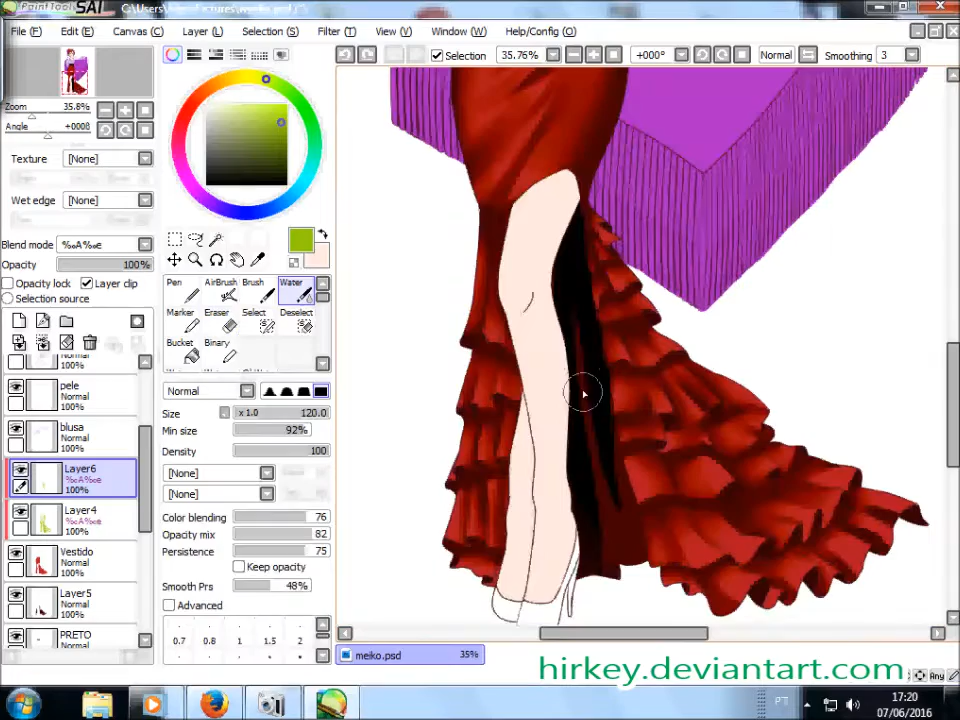 PaintTool SAI
File (F) Edit (E) Canvas (C) Layer (L) Selection (S) Filter (T) View (V) Window (W) Help/Config (O)
Selection 35.76% +000° Normal Smoothing 3
Zoom 35.8%
Angle +000ē
Texture [None]
Wet edge [None]
Blend mode ‰A‰e
Opacity 100%
Opacity lock Layer clip
Selection source
Normal
100%
pele
Normal
100%
blusa
Normal
100%
Layer6
‰A‰e
100%
Layer4
‰A‰e
100%
Vestido
Normal
100%
Layer5
Normal
100%
PRETO
Normal
Pen AirBrush Brush Water
Marker Eraser Select Deselect
Bucket Binary
Normal
Size x 1.0 120.0
Min size 92%
Density 100
[None]
[None]
Color blending 76
Opacity mix 82
Persistence 75
Keep opacity
Smooth Prs 48%
Advanced
0.7 0.8 1 1.5 2
meiko.psd 35%
hirkey.deviantart.com
Any
PT
17:20
07/06/2016